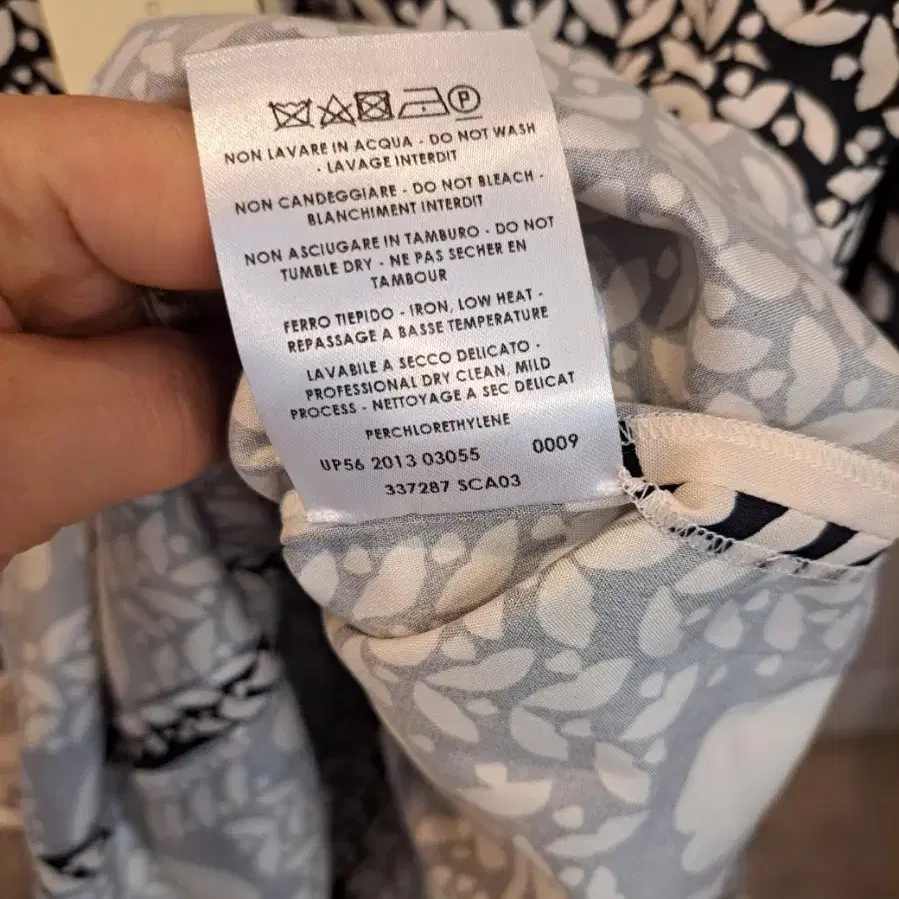 P
NON LAVARE IN ACQUA - DO NOT WASH
- LAVAGE INTERDIT
NON CANDEGGIARE - DO NOT BLEACH -
BLANCHIMENT INTERDIT
NON ASCIUGARE IN TAMBURO - DO NOT
TUMBLE DRY - NE PAS SECHER EN
TAMBOUR
FERRO TIEPIDO - IRON, LOW HEAT -
REPASSAGE A BASSE TEMPERATURE
LAVABILE A SECCO DELICATO -
PROFESSIONAL DRY CLEAN, MILD
PROCESS - NETTOYAGE A SEC DELICAT
PERCHLORETHYLENE
UP56 2013 03055 0009
337287 SCA03